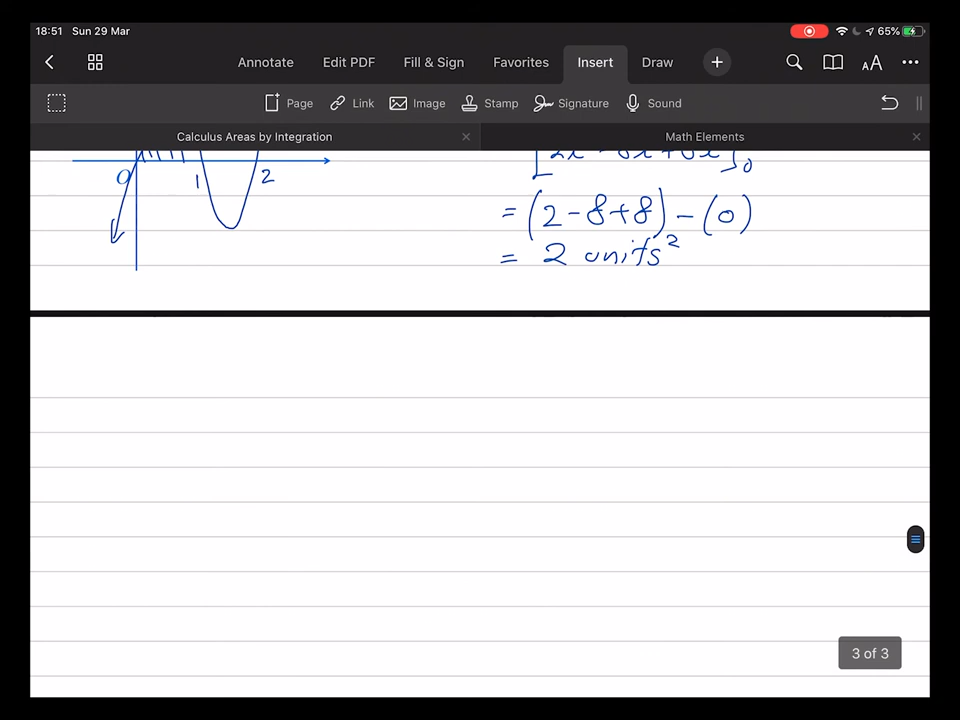 18:51 Sun 29 Mar 65%
Annotate Edit PDF Fill & Sign Favorites Insert Draw
AA
Page Link Image Stamp Signature Sound
Calculus Areas by Integration Math Elements
O 1 2
= (2 - 8 + 8) - (0)
= 2 units²
3 of 3